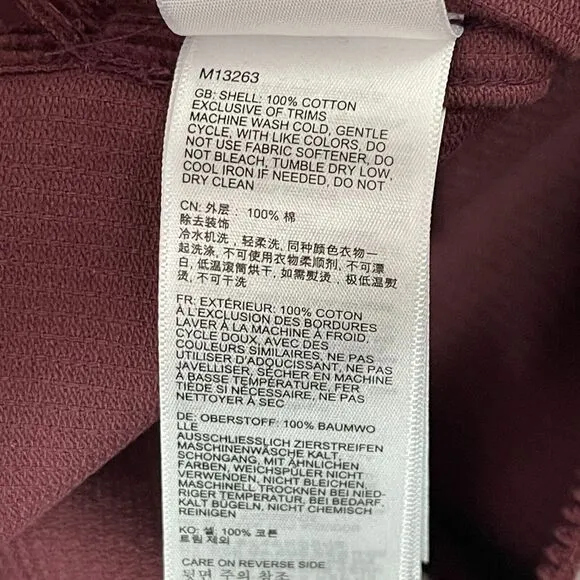 M13263
GB: SHELL: 100% COTTON
EXCLUSIVE OF TRIMS
MACHINE WASH COLD, GENTLE
CYCLE, WITH LIKE COLORS, DO
NOT USE FABRIC SOFTENER, DO
NOT BLEACH, TUMBLE DRY LOW,
COOL IRON IF NEEDED, DO NOT
DRY CLEAN
CN: 外层： 100% 棉
除去装饰
冷水机洗，轻柔洗, 同种颜色衣物一
起洗涤, 不可使用衣物柔顺剂, 不可漂
白, 低温滚筒烘干, 如需熨烫，极低温熨
烫, 不可干洗
FR: EXTÉRIEUR: 100% COTON
À L'EXCLUSION DES BORDURES
LAVER À LA MACHINE À FROID,
CYCLE DOUX, AVEC DES
COULEURS SIMILAIRES, NE PAS
UTILISER D'ADOUCISSANT, NE PAS
JAVELLISER, SÉCHER EN MACHINE
À BASSE TEMPÉRATURE, FER
TIÈDE SI NÉCESSAIRE, NE PAS
NETTOYER À SEC
DE: OBERSTOFF: 100% BAUMWO
LLE
AUSSCHLIESSLICH ZIERSTREIFEN
MASCHINENWÄSCHE KALT,
SCHONGANG, MIT ÄHNLICHEN
FARBEN, WEICHSPÜLER NICHT
VERWENDEN, NICHT BLEICHEN,
MASCHINELL TROCKNEN BEI NIED-
RIGER TEMPERATUR, BEI BEDARF,
KALT BÜGELN, NICHT CHEMISCH
REINIGEN
KO: 셸: 100% 코튼
트림 제외
CARE ON REVERSE SIDE
뒷면 주의 참조